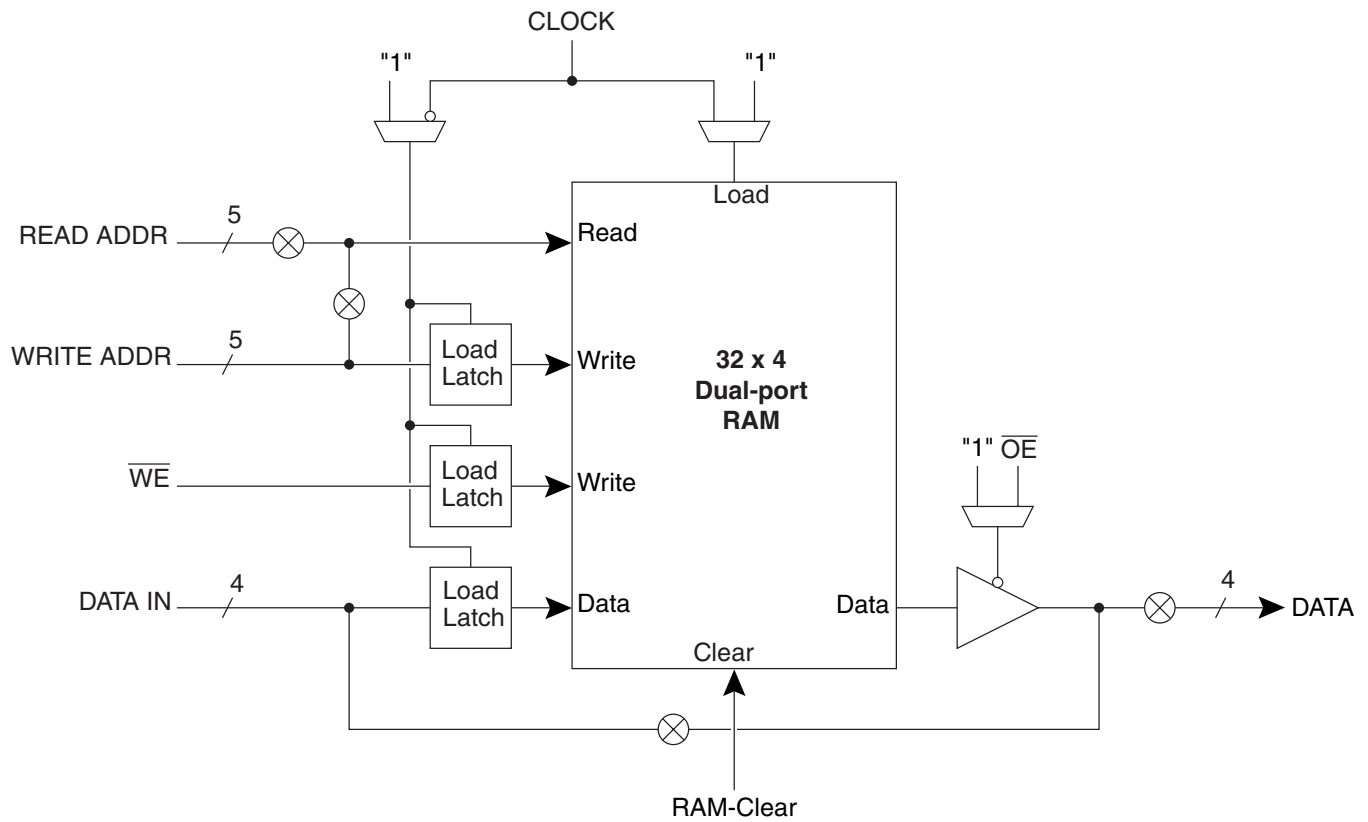 CLOCK
"1"
"1"
Load
READ ADDR
5
Read
WRITE ADDR
5
Load
Latch
Write
32 x 4
Dual-port
RAM
WE
Load
Latch
Write
"1" OE
DATA IN
4
Load
Latch
Data
Data
4
DATA
Clear
RAM-Clear